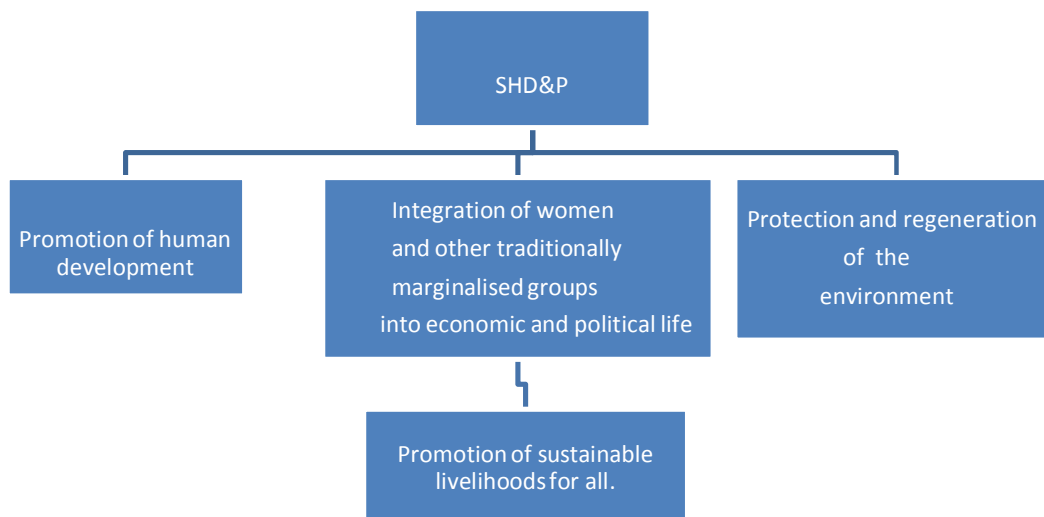 SHD&P
Promotion of human
development
Integration of women
and other traditionally
marginalised groups
into economic and political life
Protection and regeneration
of the
environment
Promotion of sustainable
livelihoods for all.